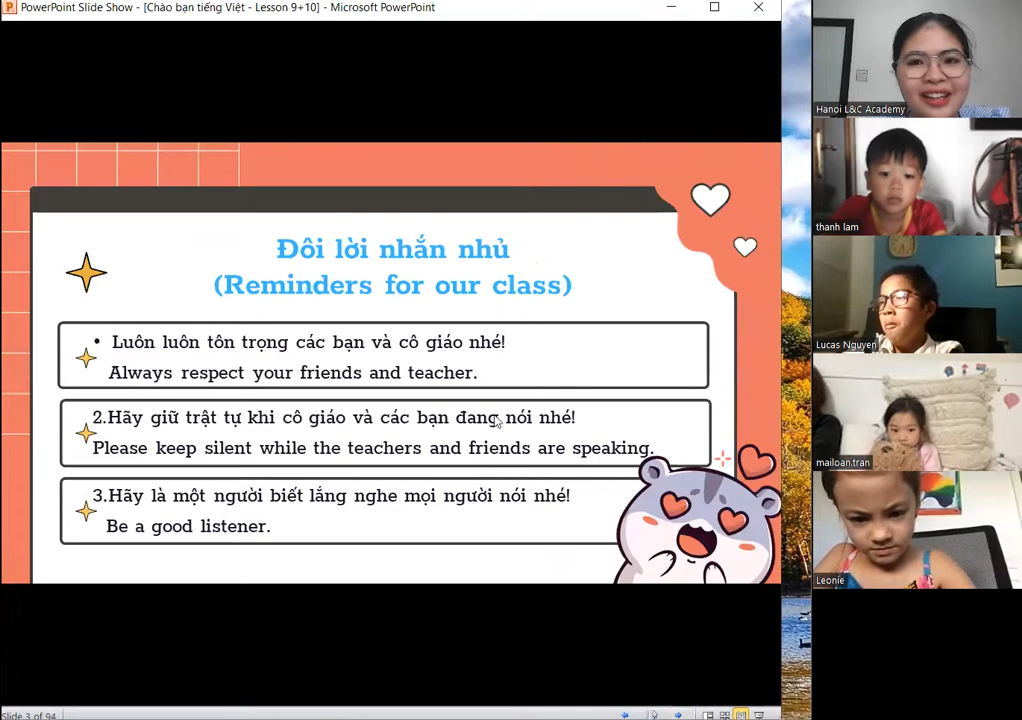 PowerPoint Slide Show - [Chào bạn tiếng Việt - Lesson 9+10] - Microsoft PowerPoint
Đôi lời nhắn nhủ
(Reminders for our class)
• Luôn luôn tôn trọng các bạn và cô giáo nhé!
Always respect your friends and teacher.
2.Hãy giữ trật tự khi cô giáo và các bạn đang nói nhé!
Please keep silent while the teachers and friends are speaking.
3.Hãy là một người biết lắng nghe mọi người nói nhé!
Be a good listener.
Slide 3 of 94
Hanoi L&C Academy
thanh lam
Lucas Nguyen
mailoan.tran
Leonie